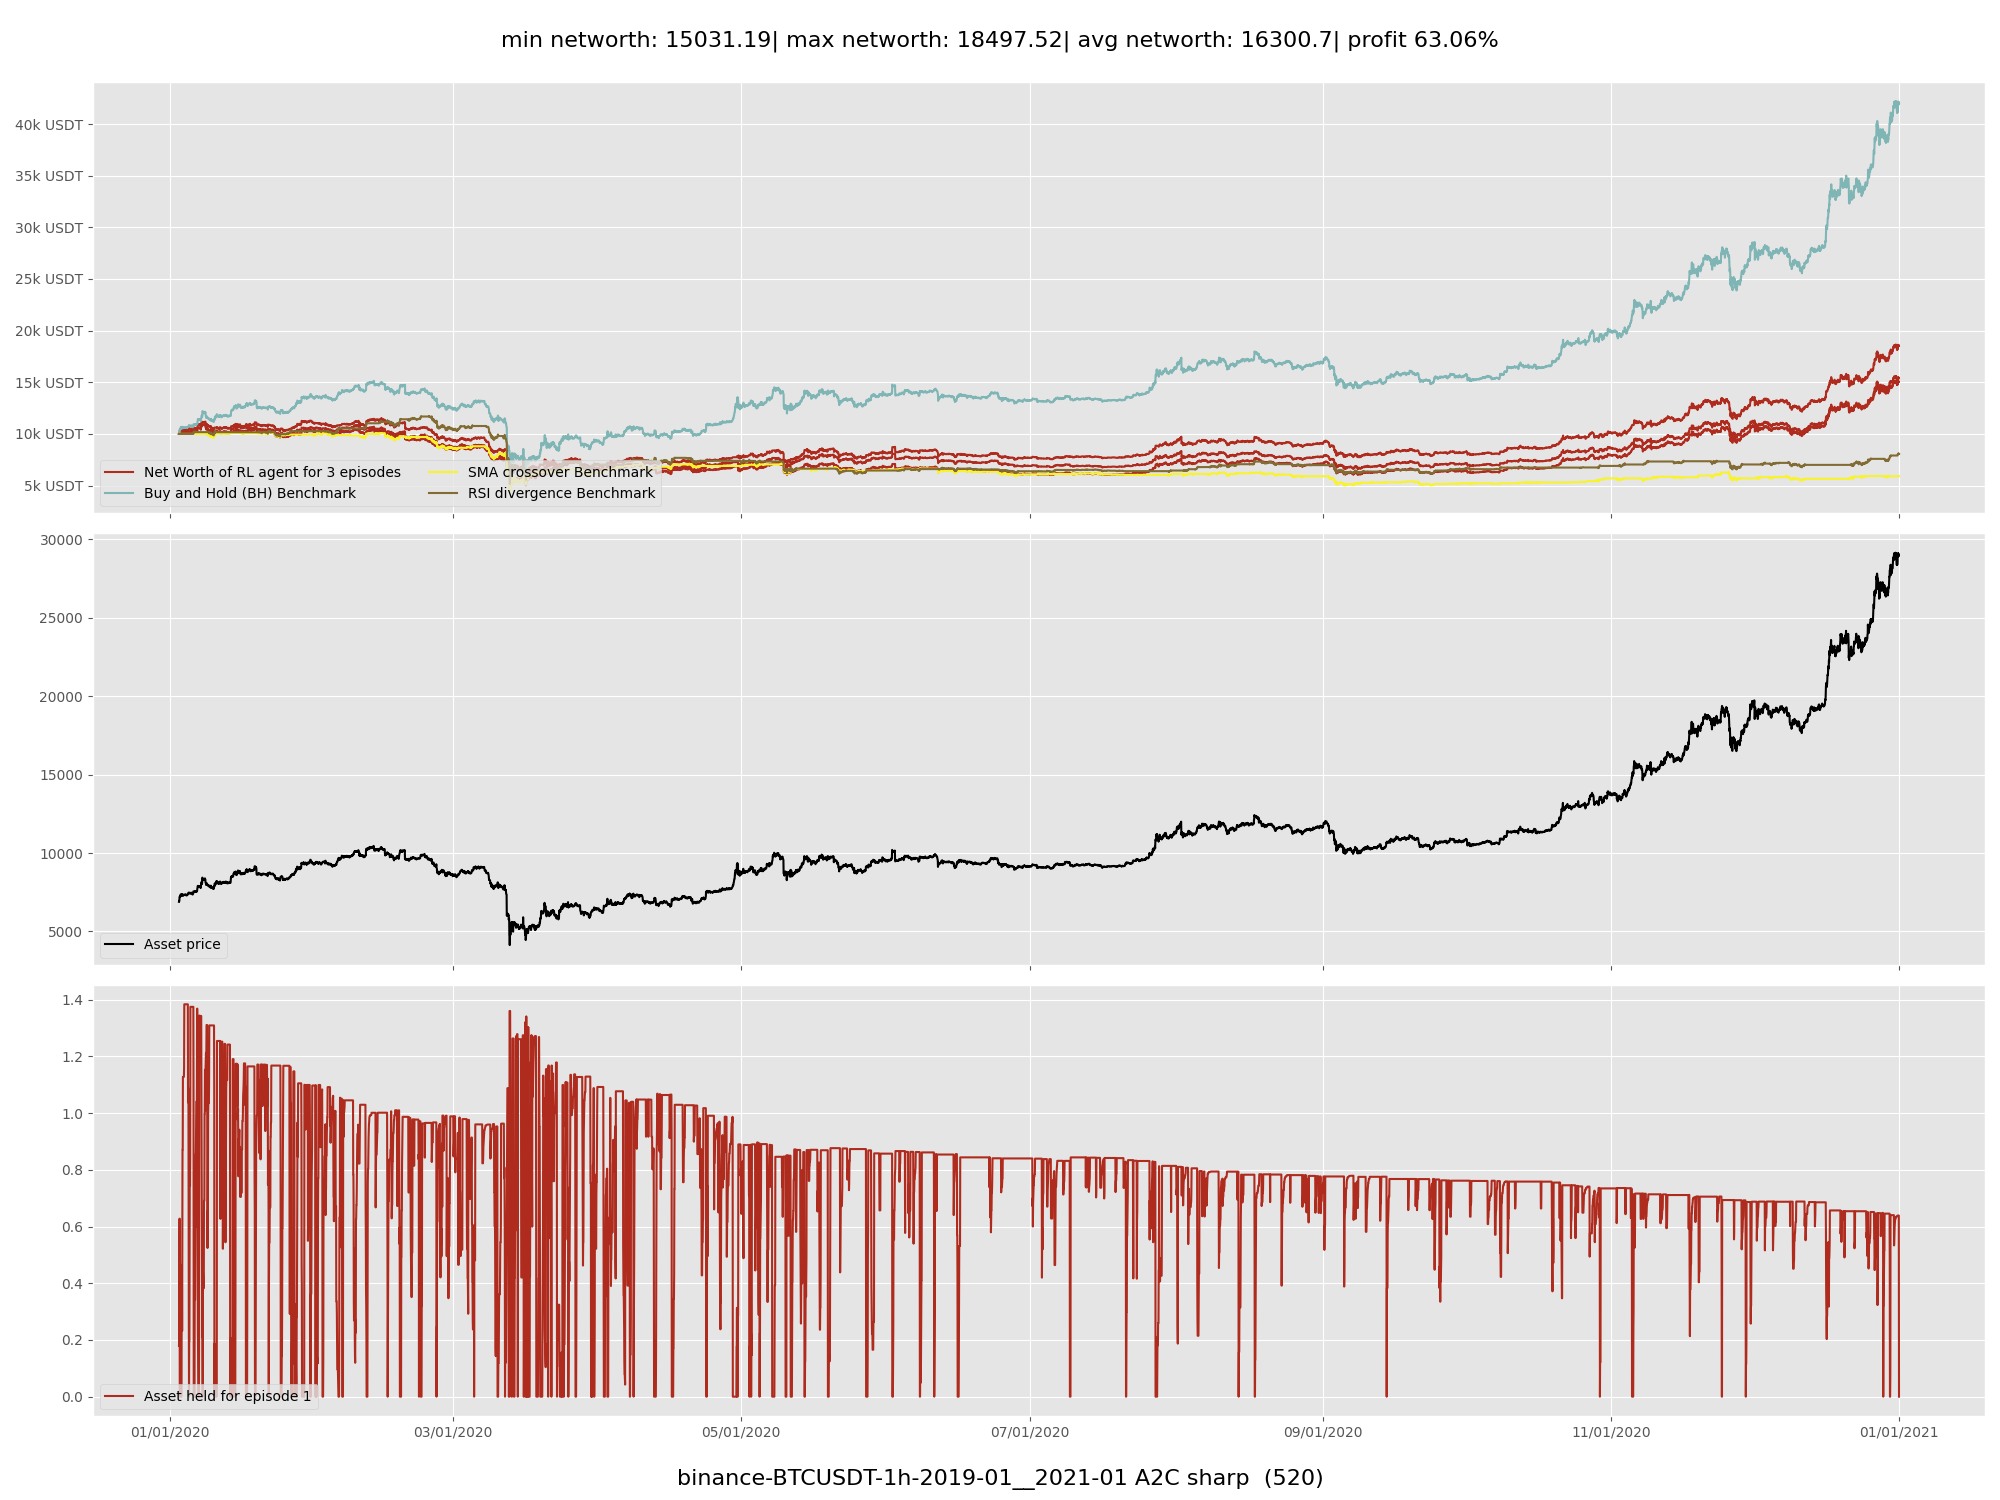 min networth: 15031.19| max networth: 18497.52| avg networth: 16300.7| profit 63.06%
40k USDT
35k USDT
30k USDT
25k USDT
20k USDT
15k USDT
10k USDT
5k USDT
Net Worth of RL agent for 3 episodes
Buy and Hold (BH) Benchmark
SMA crossover Benchmark
RSI divergence Benchmark
30000
25000
20000
15000
10000
5000
Asset price
1.4
1.2
1.0
0.8
0.6
0.4
0.2
0.0
Asset held for episode 1
01/01/2020 03/01/2020 05/01/2020 07/01/2020 09/01/2020 11/01/2020 01/01/2021
binance-BTCUSDT-1h-2019-01__2021-01 A2C sharp  (520)